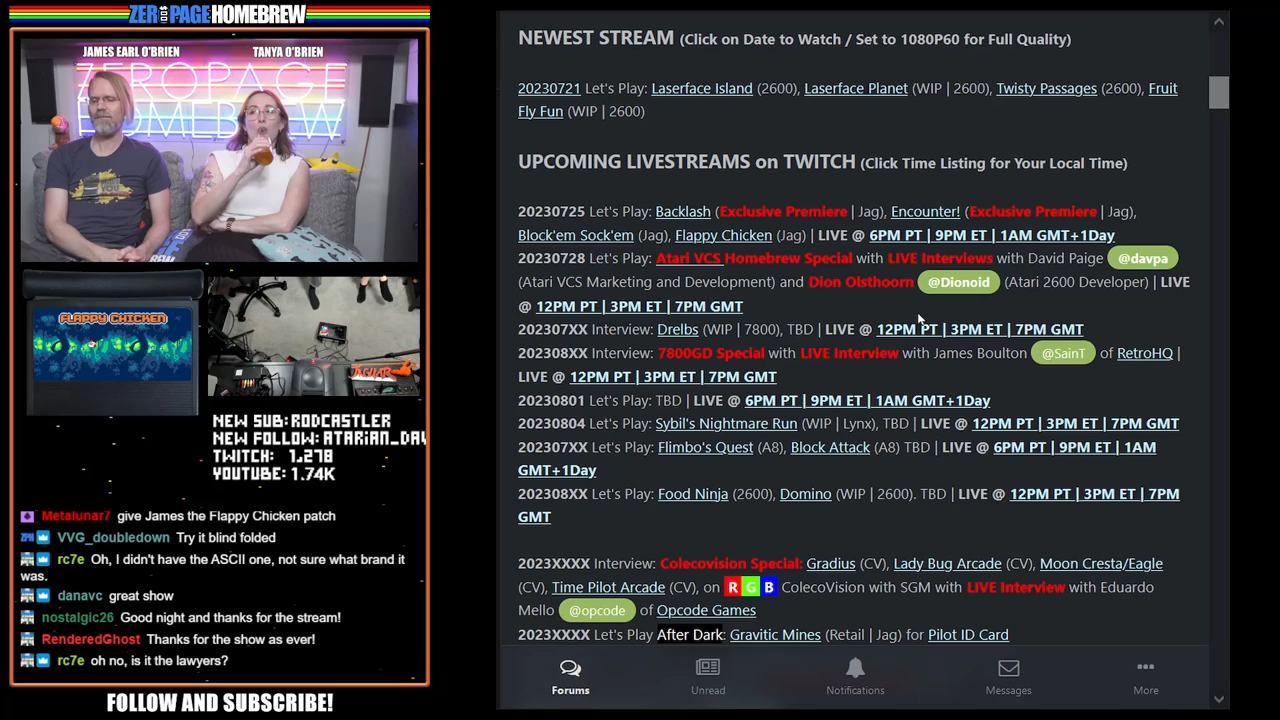 ZEROPAGE HOMEBREW
JAMES EARL O'BRIEN
TANYA O'BRIEN
ZEROPAGE
HOMEBREW
FLAPPY CHICKEN
JAGUAR
NEW SUB:RODCASTLER
NEW FOLLOW:ATARIAN_DAV
TWITCH: 1,278
YOUTUBE: 1.74K
Metalunar7 give James the Flappy Chicken patch
VVG_doubledown Try it blind folded
rc7e Oh, I didn't have the ASCII one, not sure what brand it
was.
danavc great show
nostalgic26 Good night and thanks for the stream!
RenderedGhost Thanks for the show as ever!
rc7e oh no, is it the lawyers?
FOLLOW AND SUBSCRIBE!
NEWEST STREAM (Click on Date to Watch / Set to 1080P60 for Full Quality)
20230721 Let's Play: Laserface Island (2600), Laserface Planet (WIP | 2600), Twisty Passages (2600), Fruit
Fly Fun (WIP | 2600)
UPCOMING LIVESTREAMS on TWITCH (Click Time Listing for Your Local Time)
20230725 Let's Play: Backlash (Exclusive Premiere | Jag), Encounter! (Exclusive Premiere | Jag),
Block'em Sock'em (Jag), Flappy Chicken (Jag) | LIVE @ 6PM PT | 9PM ET | 1AM GMT+1Day
20230728 Let's Play: Atari VCS Homebrew Special with LIVE Interviews with David Paige @davpa
(Atari VCS Marketing and Development) and Dion Olsthoorn @Dionoid (Atari 2600 Developer) | LIVE
@ 12PM PT | 3PM ET | 7PM GMT
202307XX Interview: Drelbs (WIP | 7800), TBD | LIVE @ 12PM PT | 3PM ET | 7PM GMT
202308XX Interview: 7800GD Special with LIVE Interview with James Boulton @SainT of RetroHQ |
LIVE @ 12PM PT | 3PM ET | 7PM GMT
20230801 Let's Play: TBD | LIVE @ 6PM PT | 9PM ET | 1AM GMT+1Day
20230804 Let's Play: Sybil's Nightmare Run (WIP | Lynx), TBD | LIVE @ 12PM PT | 3PM ET | 7PM GMT
202307XX Let's Play: Flimbo's Quest (A8), Block Attack (A8) TBD | LIVE @ 6PM PT | 9PM ET | 1AM
GMT+1Day
202308XX Let's Play: Food Ninja (2600), Domino (WIP | 2600). TBD | LIVE @ 12PM PT | 3PM ET | 7PM
GMT
2023XXXX Interview: Colecovision Special: Gradius (CV), Lady Bug Arcade (CV), Moon Cresta/Eagle
(CV), Time Pilot Arcade (CV), on R G B ColecoVision with SGM with LIVE Interview with Eduardo
Mello @opcode of Opcode Games
2023XXXX Let's Play After Dark: Gravitic Mines (Retail | Jag) for Pilot ID Card
Forums
Unread
Notifications
Messages
More